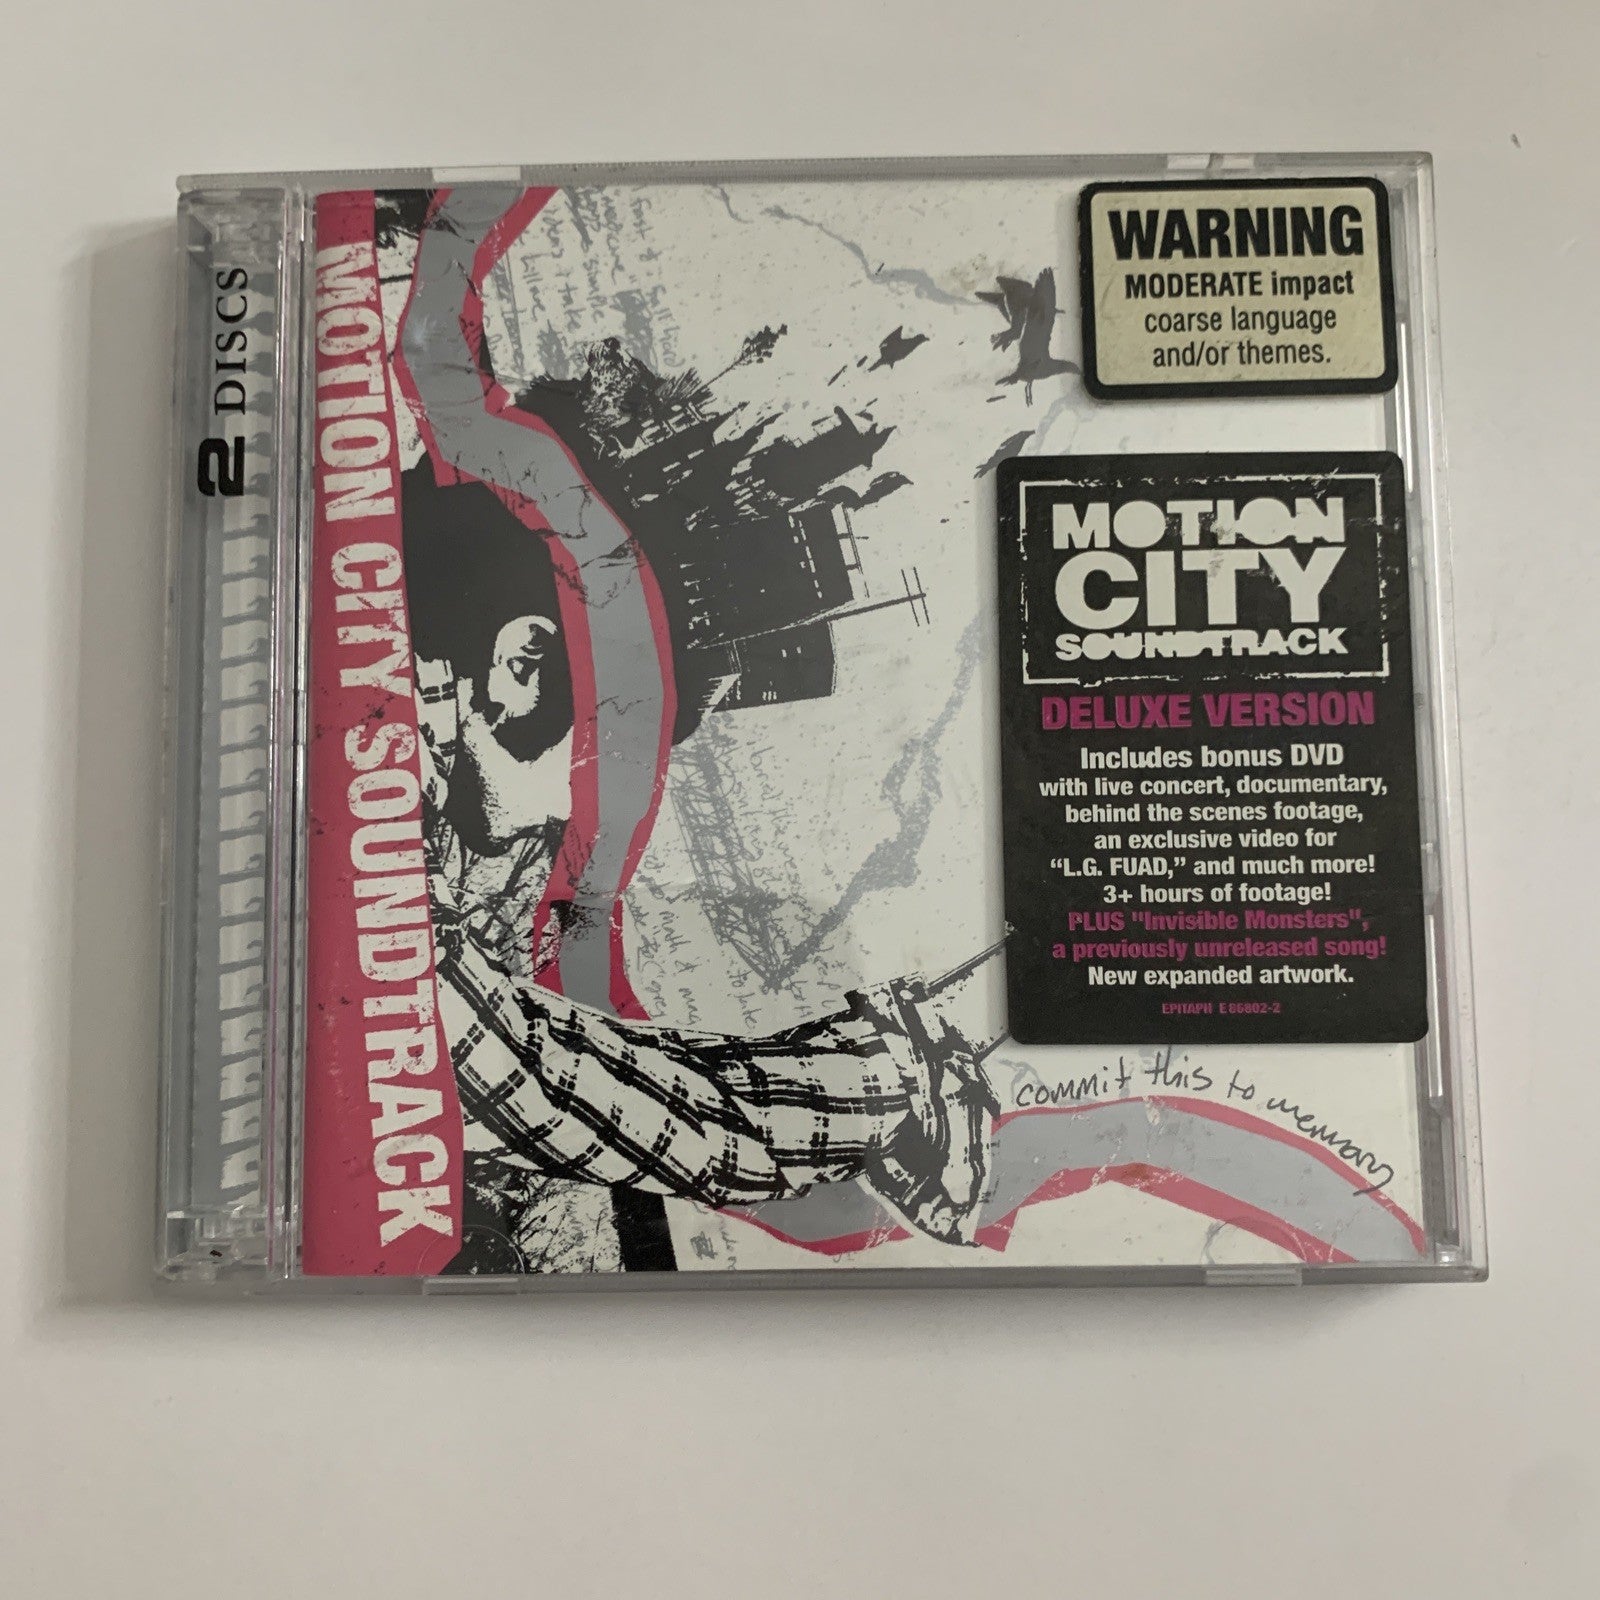 2 DISCS
MOTION CITY SOUNDTRACK
WARNING
MODERATE impact
coarse language
and/or themes.
MOTION
CITY
SOUNDTRACK
DELUXE VERSION
Includes bonus DVD
with live concert, documentary,
behind the scenes footage,
an exclusive video for
“L.G. FUAD,” and much more!
3+ hours of footage!
PLUS "Invisible Monsters",
a previously unreleased song!
New expanded artwork.
EPITAPH E 86802-2
commit this to memory